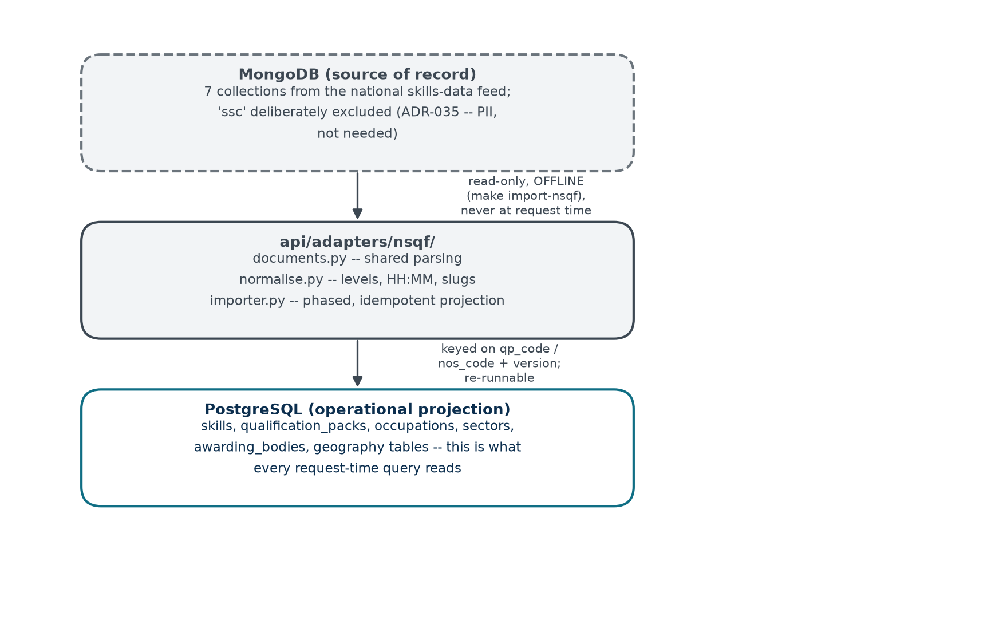 MongoDB (source of record)
7 collections from the national skills-data feed;
'ssc' deliberately excluded (ADR-035 -- PII,
not needed)
read-only, OFFLINE
(make import-nsqf),
never at request time
api/adapters/nsqf/
documents.py -- shared parsing
normalise.py -- levels, HH:MM, slugs
importer.py -- phased, idempotent projection
keyed on qp_code /
nos_code + version;
re-runnable
PostgreSQL (operational projection)
skills, qualification_packs, occupations, sectors,
awarding_bodies, geography tables -- this is what
every request-time query reads